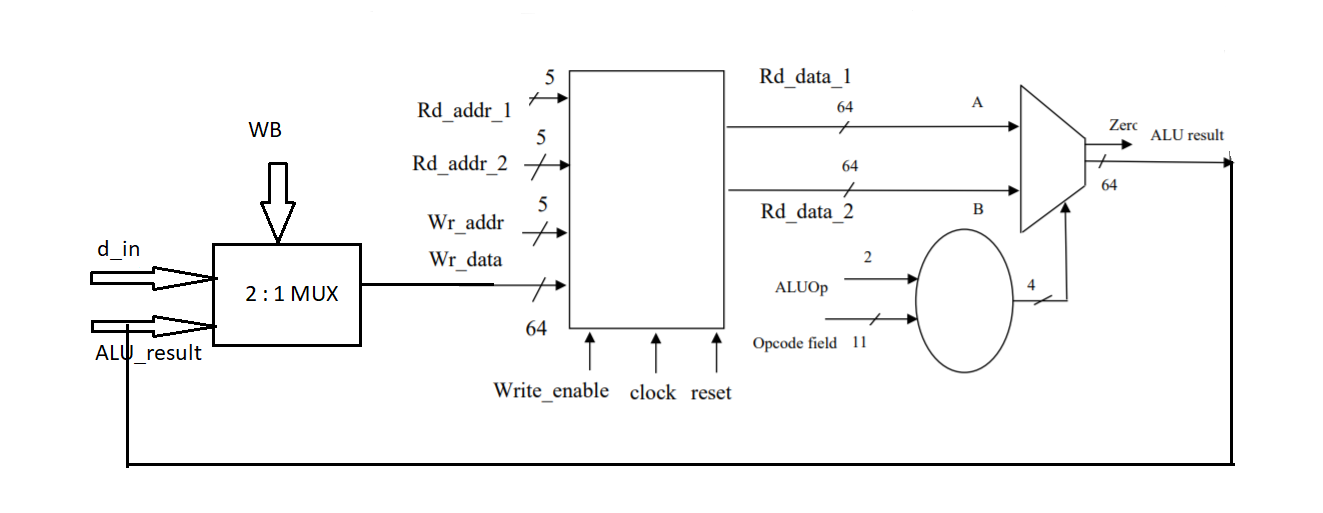 WB
d_in
2 : 1 MUX
ALU_result
5
Rd_addr_1
5
Rd_addr_2
5
Wr_addr
Wr_data
64
Write_enable
clock
reset
Rd_data_1
64
A
64
Rd_data_2
B
Zerc
ALU result
64
2
ALUOp
Opcode field 11
4